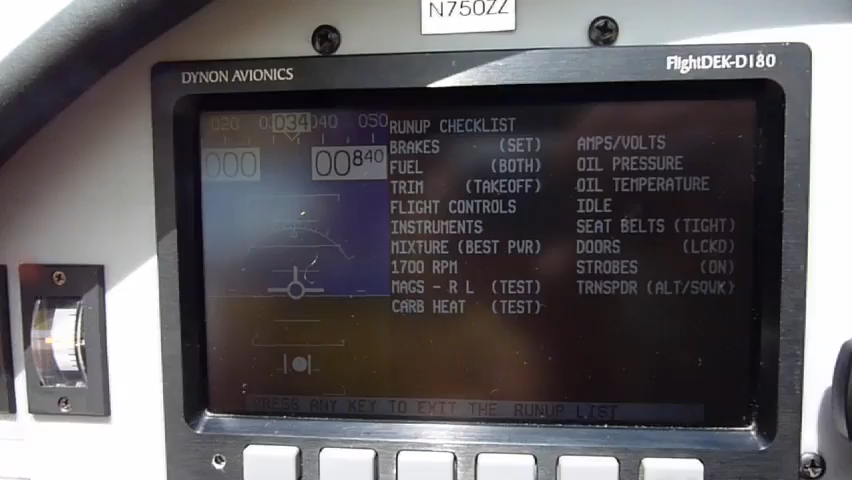 N750ZZ
DYNON AVIONICS
FlightDEK-D180
020 034 040 050
000 00840
RUNUP CHECKLIST
BRAKES (SET)
FUEL (BOTH)
TRIM (TAKEOFF)
FLIGHT CONTROLS
INSTRUMENTS
MIXTURE (BEST PWR)
1700 RPM
MAGS - R L (TEST)
CARB HEAT (TEST)
AMPS/VOLTS
OIL PRESSURE
OIL TEMPERATURE
IDLE
SEAT BELTS (TIGHT)
DOORS (LCKD)
STROBES (ON)
TRNSPDR (ALT/SQWK)
PRESS ANY KEY TO EXIT THE RUNUP LIST